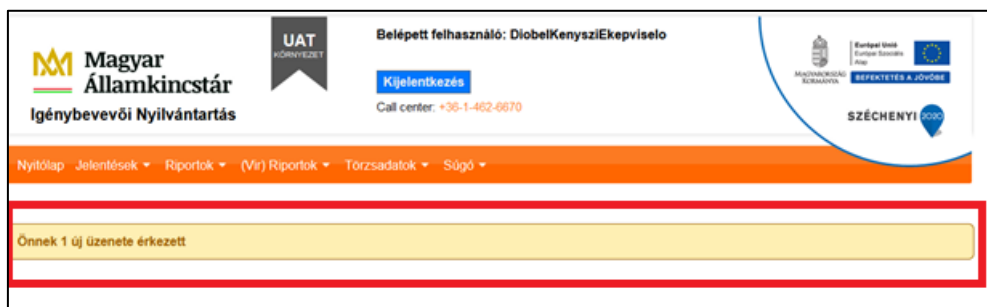 Magyar
Államkincstár
Igénybevevői Nyilvántartás
UAT
KÖRNYEZET
Belépett felhasználó: DiobelKenysziEkepviselo
Kijelentkezés
Call center: +36-1-462-6670
MAGYARORSZÁG
KORMÁNYA
Európai Unió
Európai Szociális
Alap
BEFEKTETÉS A JÖVŐBE
SZÉCHENYI 2020
Nyitólap Jelentések Riportok (Vir) Riportok Törzsadatok Súgó
Önnek 1 új üzenete érkezett